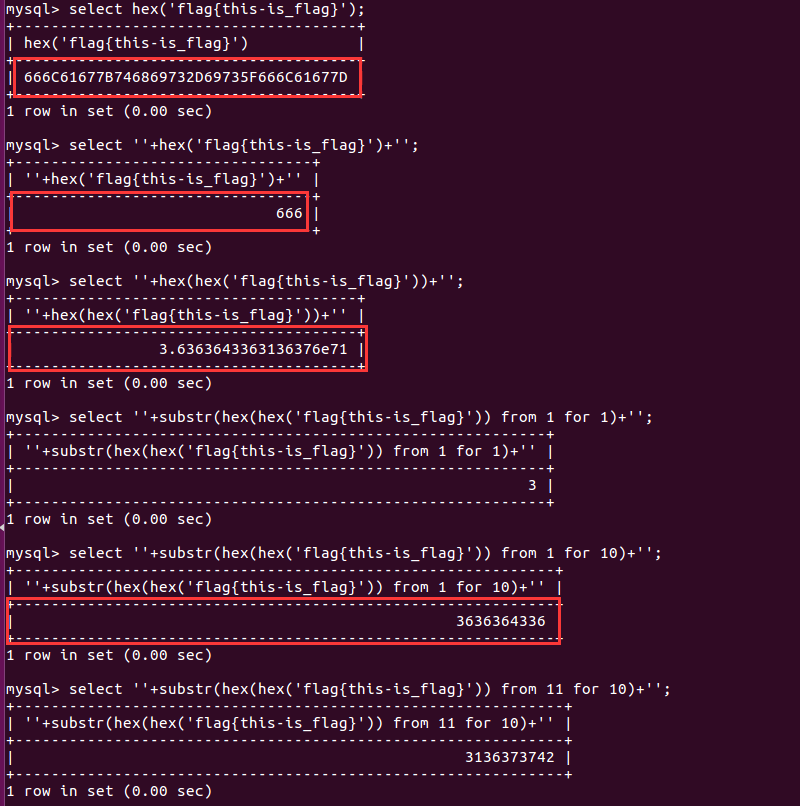 mysql> select hex('flag{this-is_flag}');
+---------------------------------------+
| hex('flag{this-is_flag}')             |
+---------------------------------------+
| 666C61677B746869732D69735F666C61677D |
+---------------------------------------+
1 row in set (0.00 sec)
mysql> select ''+hex('flag{this-is_flag}')+'';
+---------------------------------+
| ''+hex('flag{this-is_flag}')+'' |
+---------------------------------+
|                             666 |
+---------------------------------+
1 row in set (0.00 sec)
mysql> select ''+hex(hex('flag{this-is_flag}'))+'';
+--------------------------------------+
| ''+hex(hex('flag{this-is_flag}'))+'' |
+--------------------------------------+
|                3.6363643363136376e71 |
+--------------------------------------+
1 row in set (0.00 sec)
mysql> select ''+substr(hex(hex('flag{this-is_flag}')) from 1 for 1)+'';
+-----------------------------------------------------------+
| ''+substr(hex(hex('flag{this-is_flag}')) from 1 for 1)+'' |
+-----------------------------------------------------------+
|                                                         3 |
+-----------------------------------------------------------+
1 row in set (0.00 sec)
mysql> select ''+substr(hex(hex('flag{this-is_flag}')) from 1 for 10)+'';
+------------------------------------------------------------+
| ''+substr(hex(hex('flag{this-is_flag}')) from 1 for 10)+'' |
+------------------------------------------------------------+
|                                                 3636364336 |
+------------------------------------------------------------+
1 row in set (0.00 sec)
mysql> select ''+substr(hex(hex('flag{this-is_flag}')) from 11 for 10)+'';
+-------------------------------------------------------------+
| ''+substr(hex(hex('flag{this-is_flag}')) from 11 for 10)+'' |
+-------------------------------------------------------------+
|                                                  3136373742 |
+-------------------------------------------------------------+
1 row in set (0.00 sec)